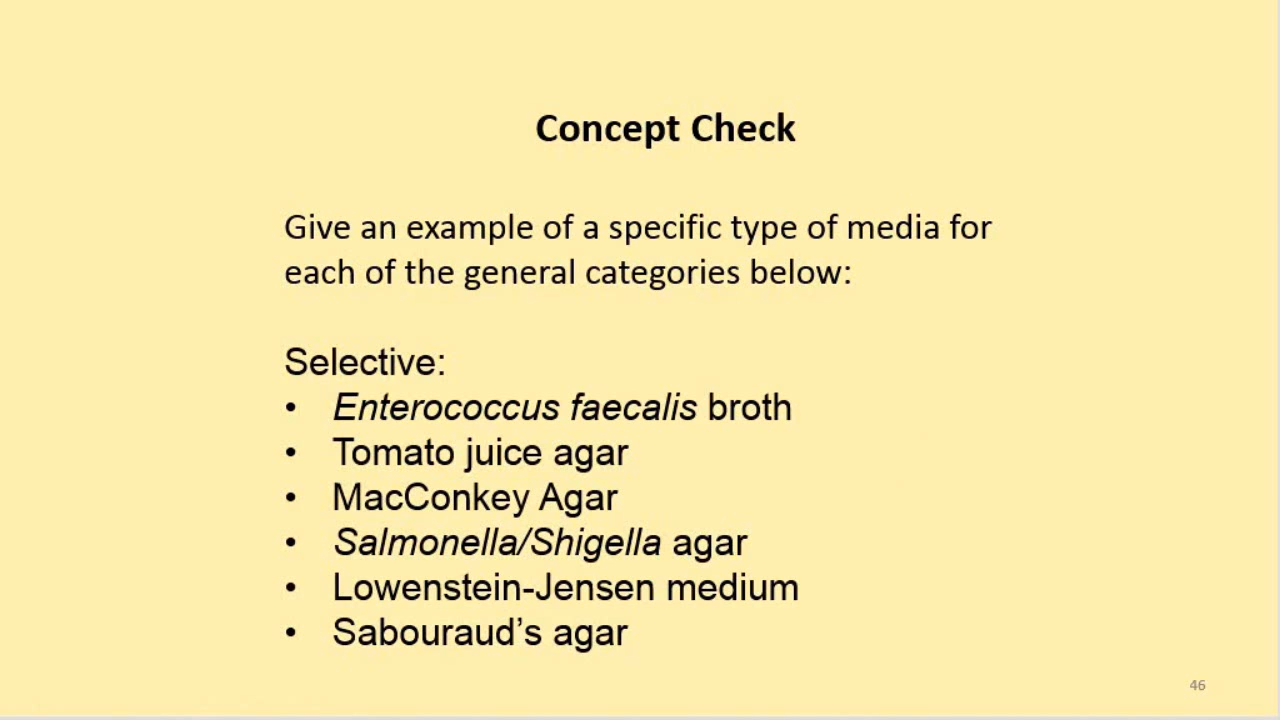 Concept Check
Give an example of a specific type of media for
each of the general categories below:
Selective:
• Enterococcus faecalis broth
• Tomato juice agar
• MacConkey Agar
• Salmonella/Shigella agar
• Lowenstein-Jensen medium
• Sabouraud’s agar
46